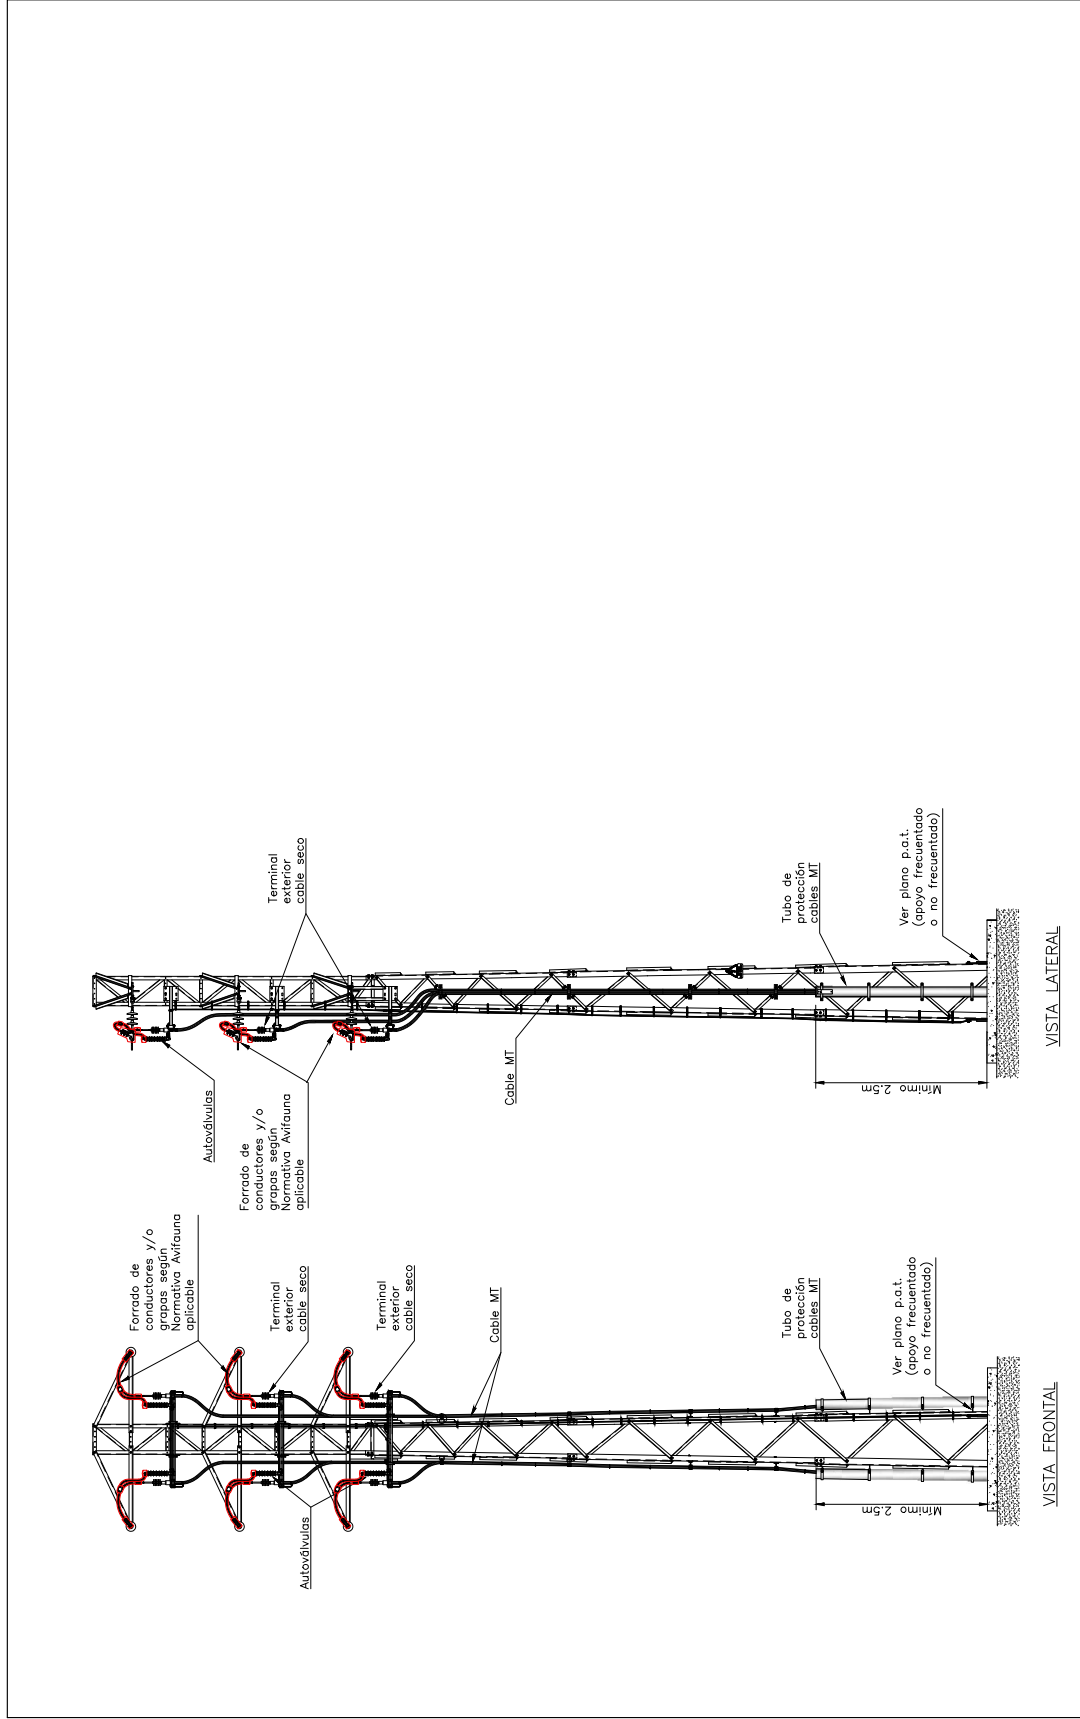 Forrado de
conductores y/o
grapas según
Normativa Avifauna
aplicable
Terminal
exterior
cable seco
Terminal
exterior
cable seco
Cable MT
Autoválvulas
Tubo de
protección
cables MT
Ver plano p.a.t.
(apoyo frecuentado
o no frecuentado)
Mínimo 2.5m
VISTA FRONTAL
Terminal
exterior
cable seco
Autoválvulas
Forrado de
conductores y/o
grapas según
Normativa Avifauna
aplicable
Cable MT
Tubo de
protección
cables MT
Ver plano p.a.t.
(apoyo frecuentado
o no frecuentado)
Mínimo 2.5m
VISTA LATERAL